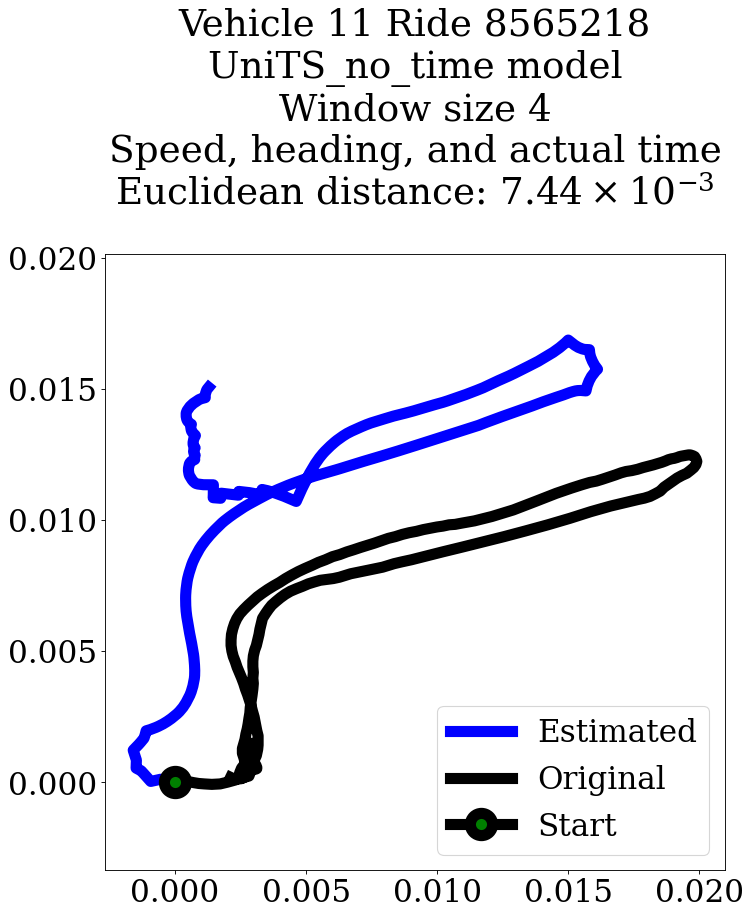 Vehicle 11 Ride 8565218
UniTS_no_time model
Window size 4
Speed, heading, and actual time
Euclidean distance: $7.44 \times 10^{-3}$
0.020
0.015
0.010
0.005
0.000
Estimated
Original
Start
0.000 0.005 0.010 0.015 0.020